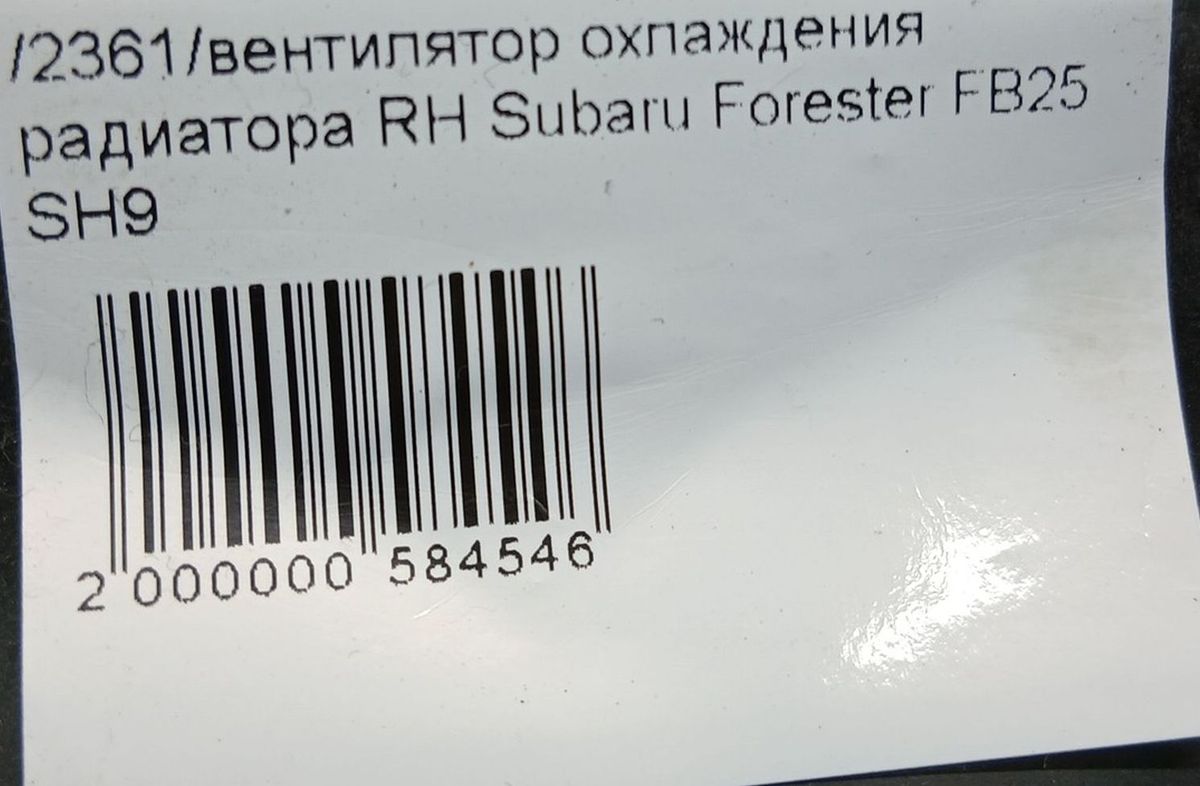 /2361/вентилятор охлаждения
радиатора RH Subaru Forester FB25
SH9
2 000000 584546